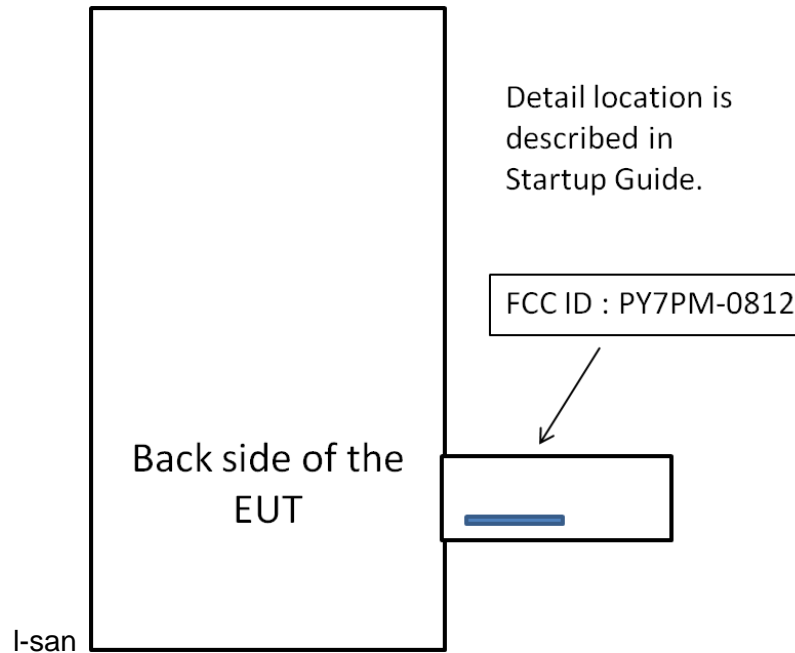 Detail location is
described in
Startup Guide.
FCC ID : PY7PM-0812
Back side of the
EUT
l-san